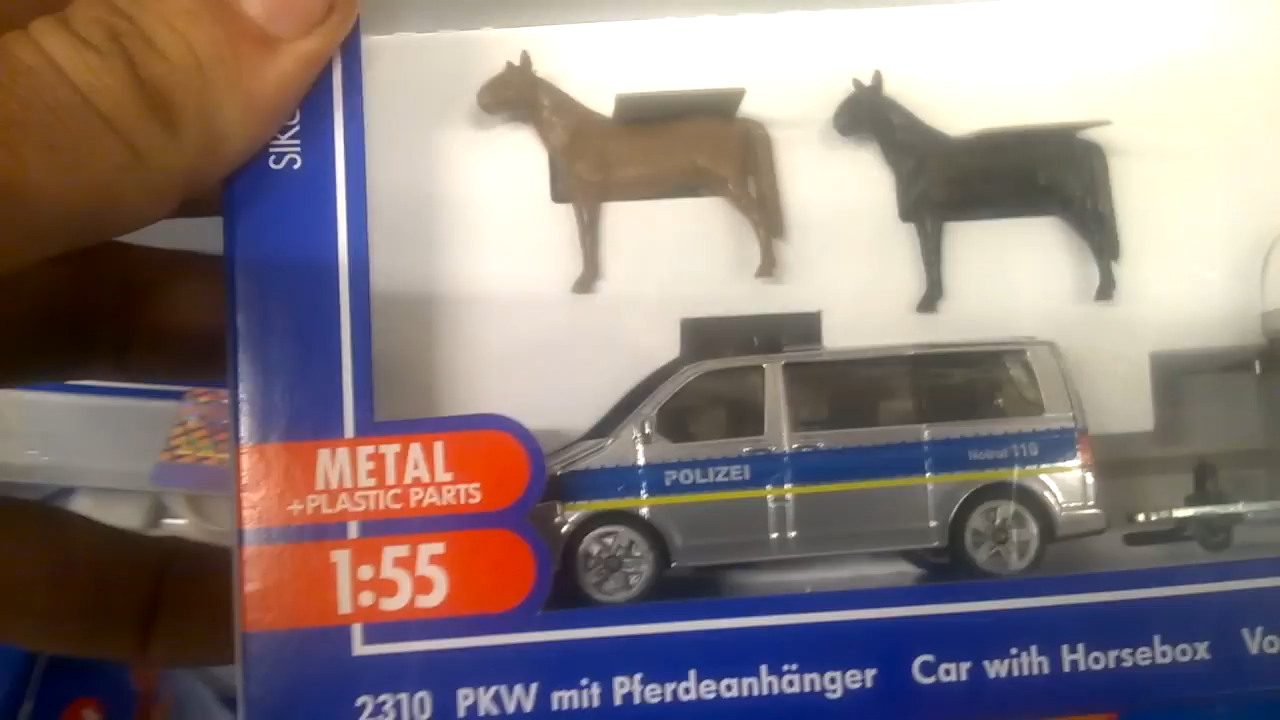 METAL
+PLASTIC PARTS
1:55
POLIZEI
Notruf 110
2310 PKW mit Pferdeanhänger Car with Horsebox